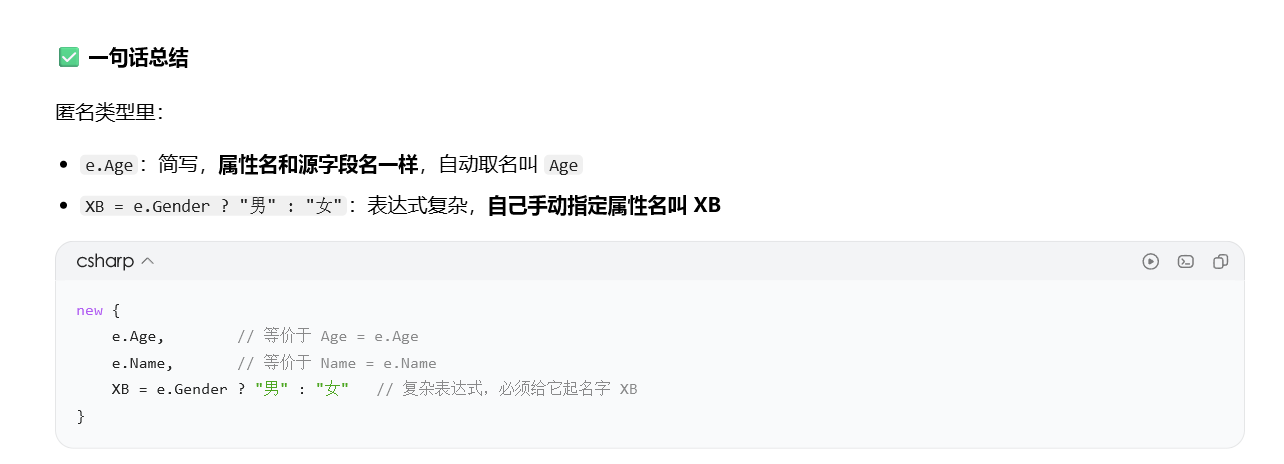 ✅ 一句话总结
匿名类型里：
• e.Age：简写，属性名和源字段名一样，自动取名叫 Age
• XB = e.Gender ? "男" : "女"：表达式复杂，自己手动指定属性名叫 XB
csharp
new {
    e.Age,        // 等价于 Age = e.Age
    e.Name,       // 等价于 Name = e.Name
    XB = e.Gender ? "男" : "女"   // 复杂表达式，必须给它起名字 XB
}